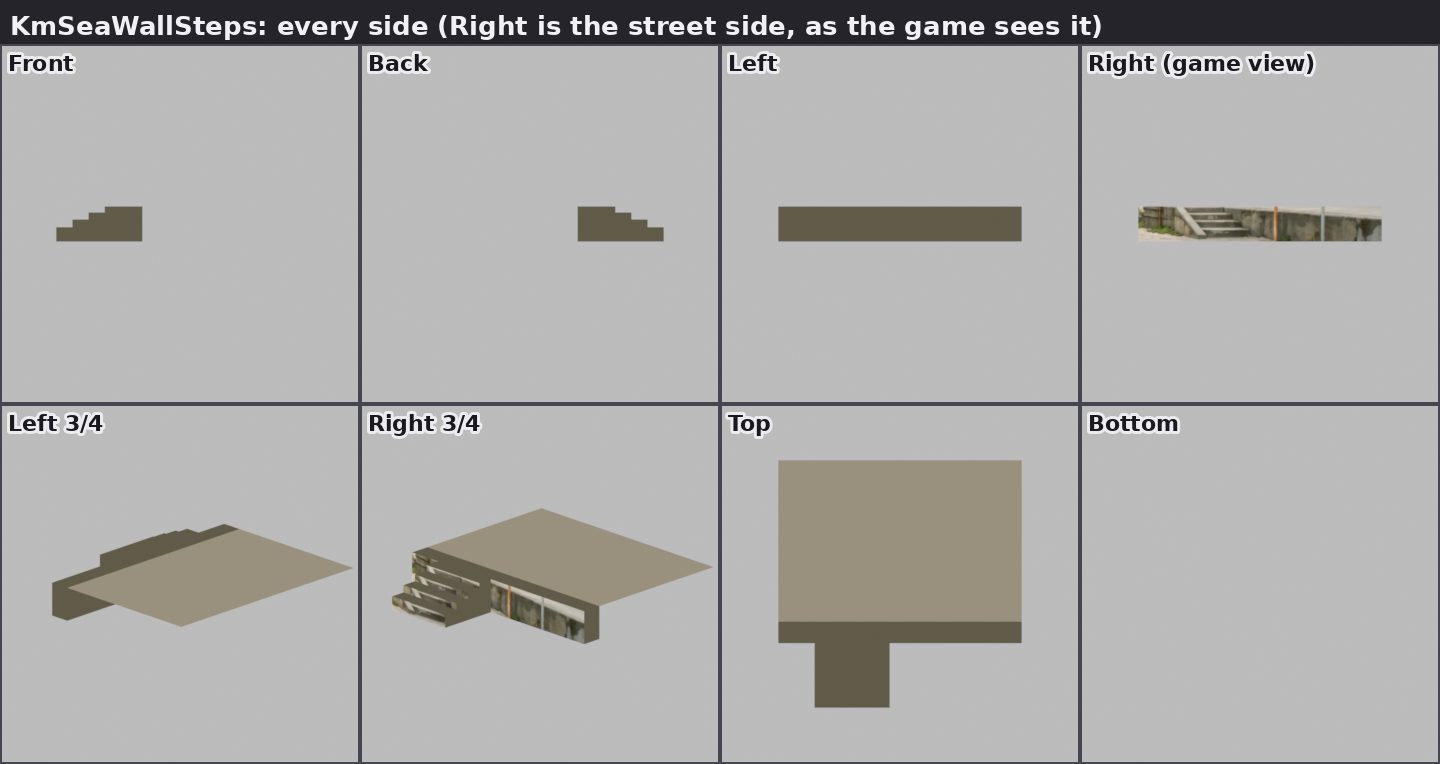 KmSeaWallSteps: every side (Right is the street side, as the game sees it)
Front
Back
Left
Right (game view)
Left 3/4
Right 3/4
Top
Bottom